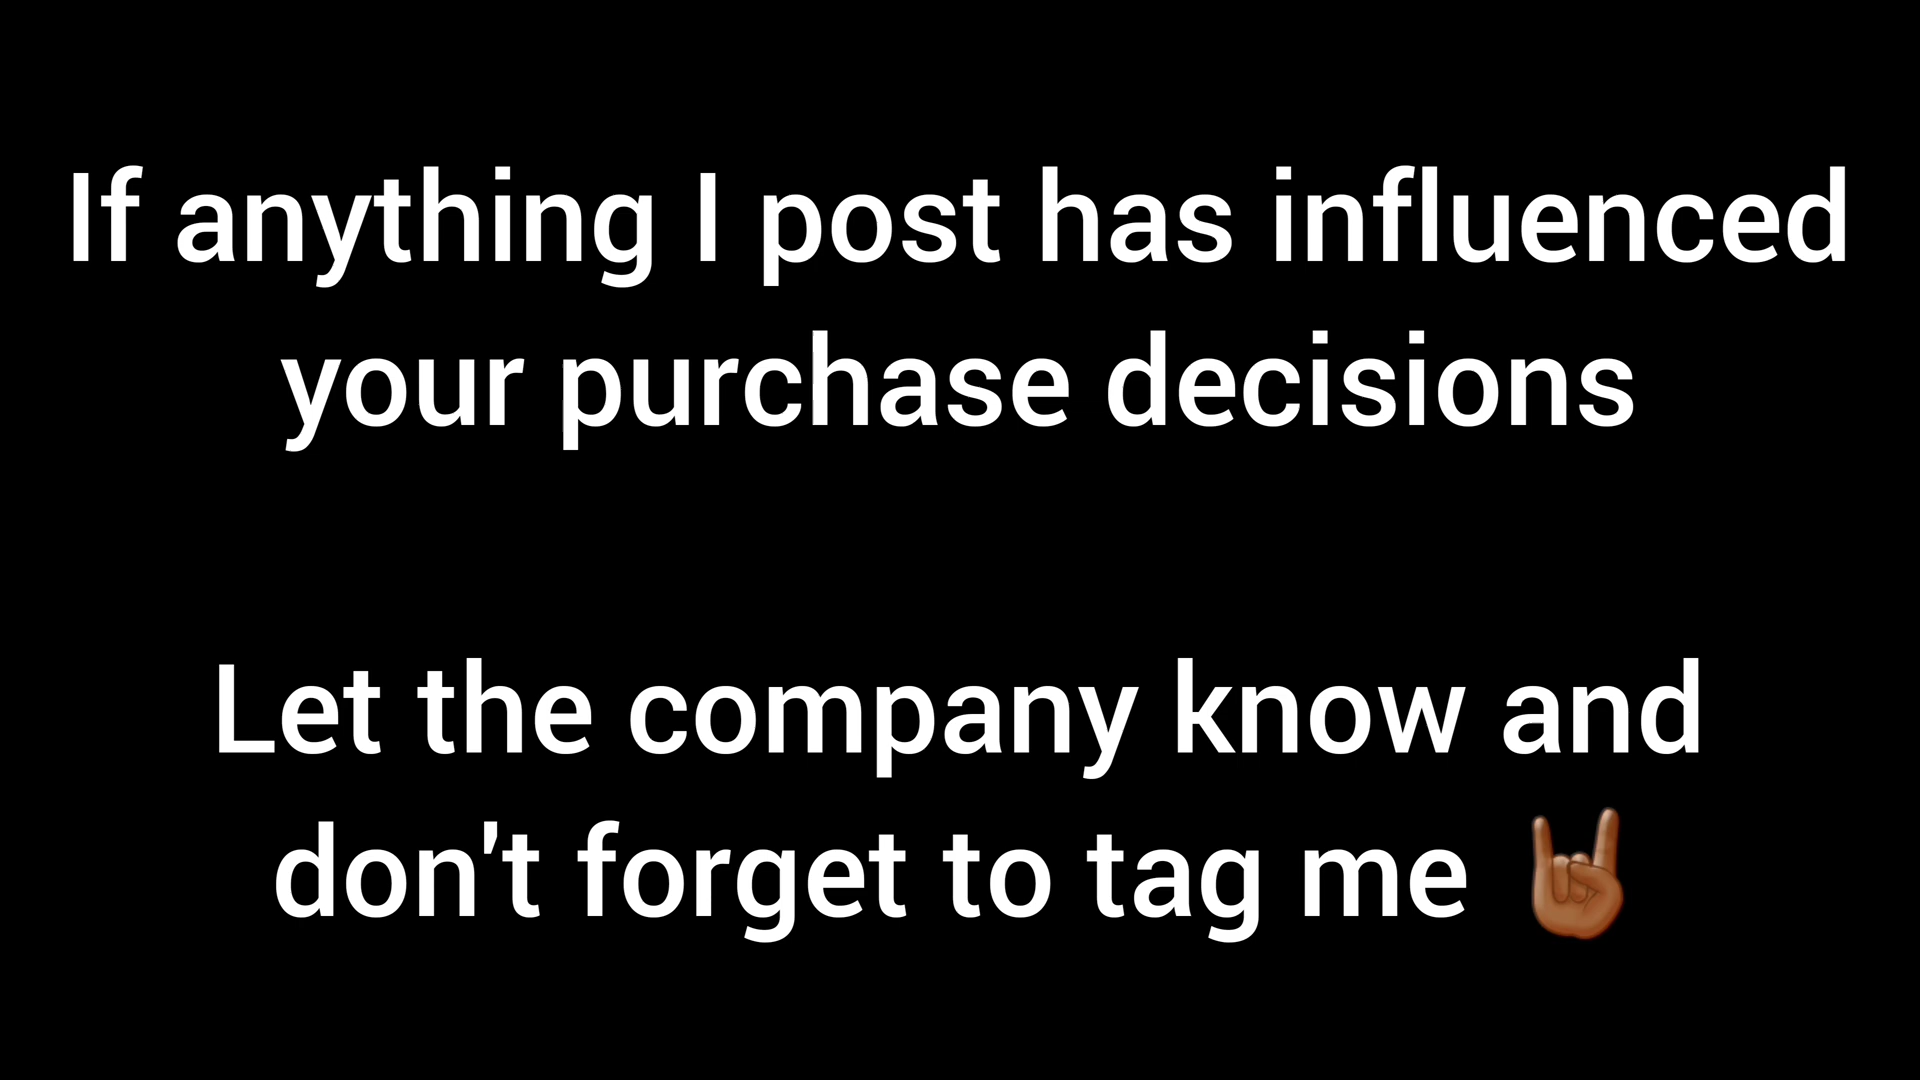 If anything I post has influenced
your purchase decisions
Let the company know and
don't forget to tag me 🤘🏾